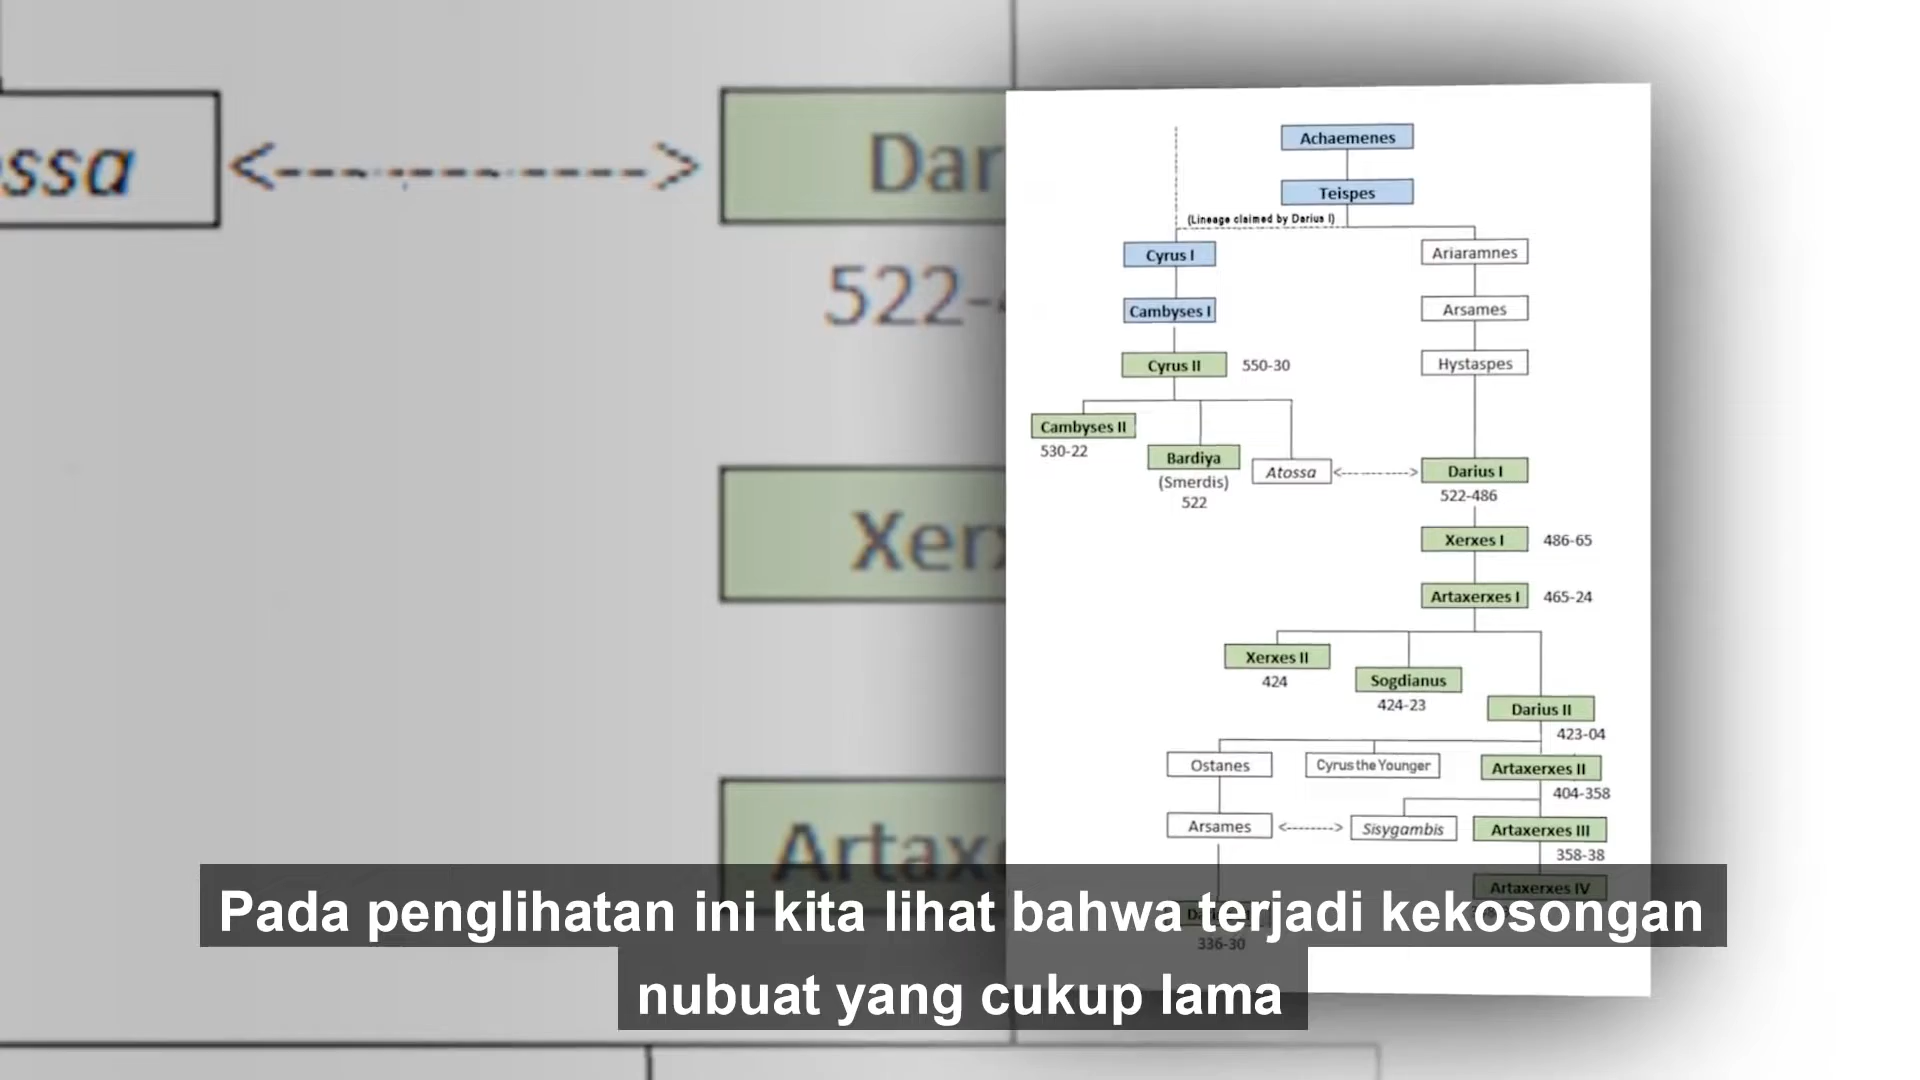 ssa
Dar
522-
Xer
Artax
Achaemenes
Teispes
(Lineage claimed by Darius I)
Cyrus I
Ariaramnes
Cambyses I
Arsames
Cyrus II 550-30
Hystaspes
Cambyses II
530-22
Bardiya
(Smerdis)
522
Atossa
Darius I
522-486
Xerxes I 486-65
Artaxerxes I 465-24
Xerxes II
424
Sogdianus
424-23
Darius II
423-04
Ostanes
Cyrus the Younger
Artaxerxes II
404-358
Arsames
Sisygambis
Artaxerxes III
358-38
Artaxerxes IV
336-30
Pada penglihatan ini kita lihat bahwa terjadi kekosongan
nubuat yang cukup lama